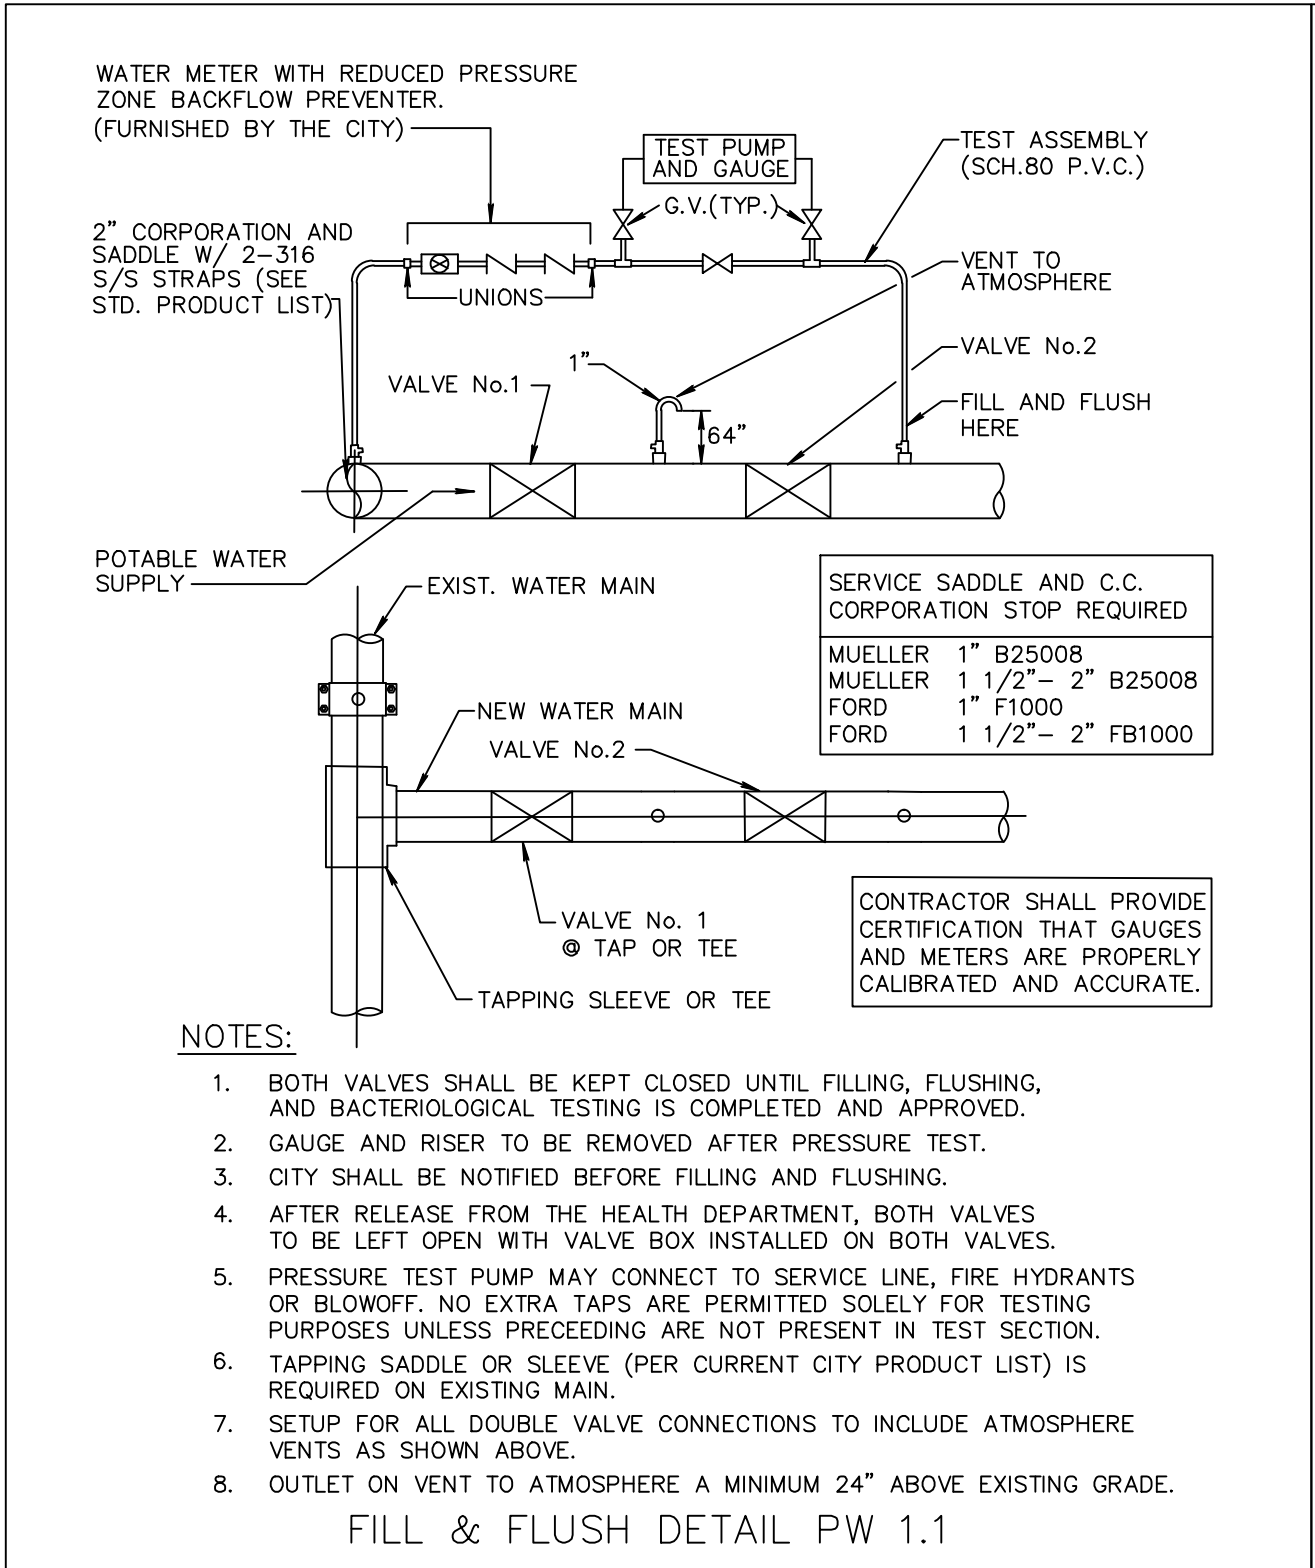 WATER METER WITH REDUCED PRESSURE
ZONE BACKFLOW PREVENTER.
(FURNISHED BY THE CITY)
TEST PUMP
AND GAUGE
TEST ASSEMBLY
(SCH.80 P.V.C.)
G.V.(TYP.)
2" CORPORATION AND
SADDLE W/ 2-316
S/S STRAPS (SEE
STD. PRODUCT LIST)
UNIONS
VENT TO
ATMOSPHERE
VALVE No.2
1"
VALVE No.1
64"
FILL AND FLUSH
HERE
POTABLE WATER
SUPPLY
EXIST. WATER MAIN
SERVICE SADDLE AND C.C.
CORPORATION STOP REQUIRED
MUELLER 1" B25008
MUELLER 1 1/2"- 2" B25008
FORD 1" F1000
FORD 1 1/2"- 2" FB1000
NEW WATER MAIN
VALVE No.2
VALVE No. 1
@ TAP OR TEE
TAPPING SLEEVE OR TEE
CONTRACTOR SHALL PROVIDE
CERTIFICATION THAT GAUGES
AND METERS ARE PROPERLY
CALIBRATED AND ACCURATE.
NOTES:
1. BOTH VALVES SHALL BE KEPT CLOSED UNTIL FILLING, FLUSHING,
AND BACTERIOLOGICAL TESTING IS COMPLETED AND APPROVED.
2. GAUGE AND RISER TO BE REMOVED AFTER PRESSURE TEST.
3. CITY SHALL BE NOTIFIED BEFORE FILLING AND FLUSHING.
4. AFTER RELEASE FROM THE HEALTH DEPARTMENT, BOTH VALVES
TO BE LEFT OPEN WITH VALVE BOX INSTALLED ON BOTH VALVES.
5. PRESSURE TEST PUMP MAY CONNECT TO SERVICE LINE, FIRE HYDRANTS
OR BLOWOFF. NO EXTRA TAPS ARE PERMITTED SOLELY FOR TESTING
PURPOSES UNLESS PRECEEDING ARE NOT PRESENT IN TEST SECTION.
6. TAPPING SADDLE OR SLEEVE (PER CURRENT CITY PRODUCT LIST) IS
REQUIRED ON EXISTING MAIN.
7. SETUP FOR ALL DOUBLE VALVE CONNECTIONS TO INCLUDE ATMOSPHERE
VENTS AS SHOWN ABOVE.
8. OUTLET ON VENT TO ATMOSPHERE A MINIMUM 24" ABOVE EXISTING GRADE.
FILL & FLUSH DETAIL PW 1.1